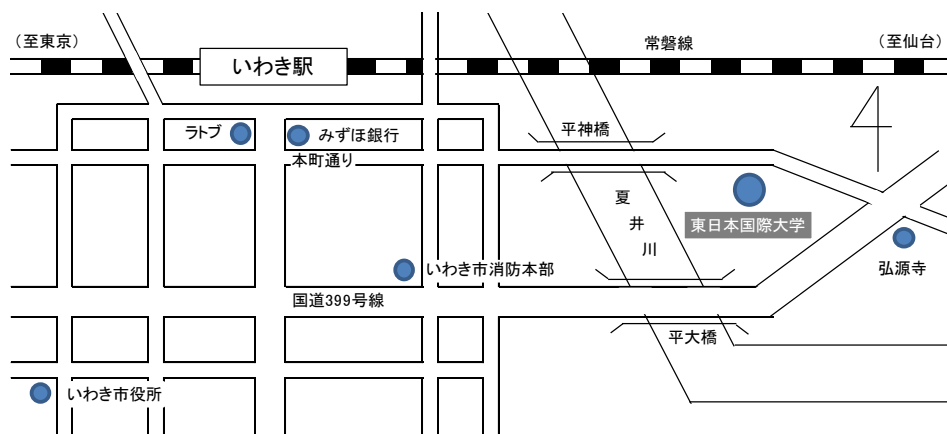 （至東京）
いわき駅
常磐線
（至仙台）
ラトブ
みずほ銀行
平神橋
本町通り
夏井川
東日本国際大学
いわき市消防本部
弘源寺
国道399号線
平大橋
いわき市役所